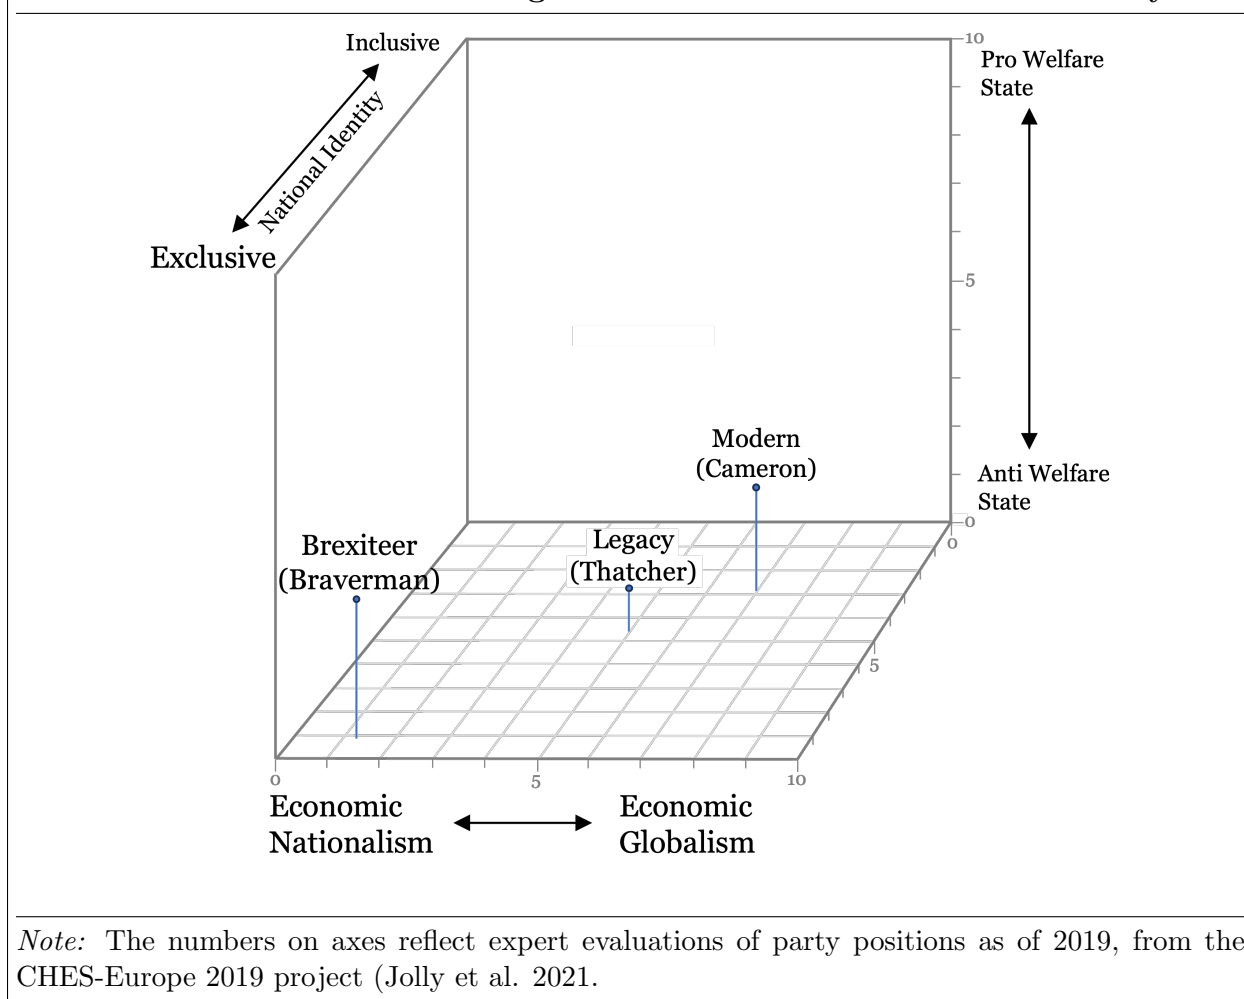 Inclusive
National Identity
Exclusive
10
Pro Welfare
State
5
Anti Welfare
State
0
0
5
Modern
(Cameron)
Legacy
(Thatcher)
Brexiteer
(Braverman)
0
5
10
Economic
Nationalism
Economic
Globalism
Note: The numbers on axes reflect expert evaluations of party positions as of 2019, from the
CHES-Europe 2019 project (Jolly et al. 2021.